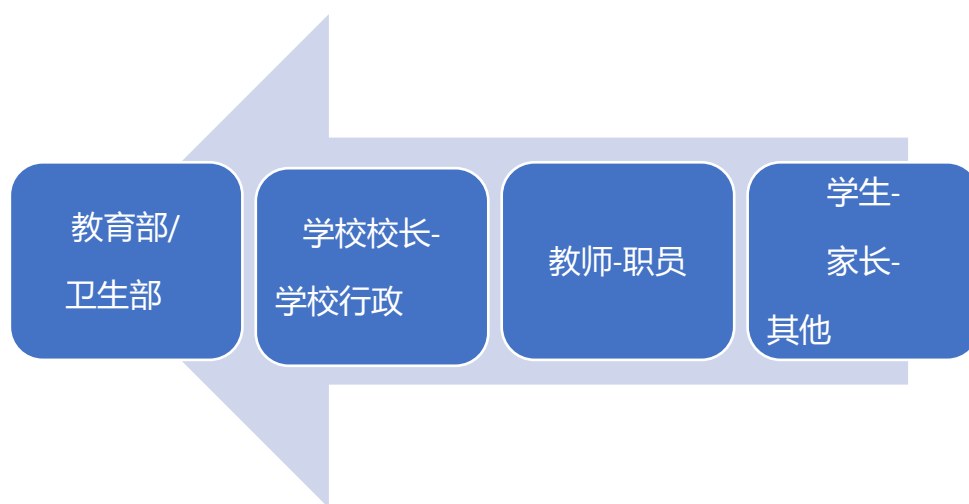 教育部/
卫生部
学校校长-
学校行政
教师-职员
学生-
家长-
其他